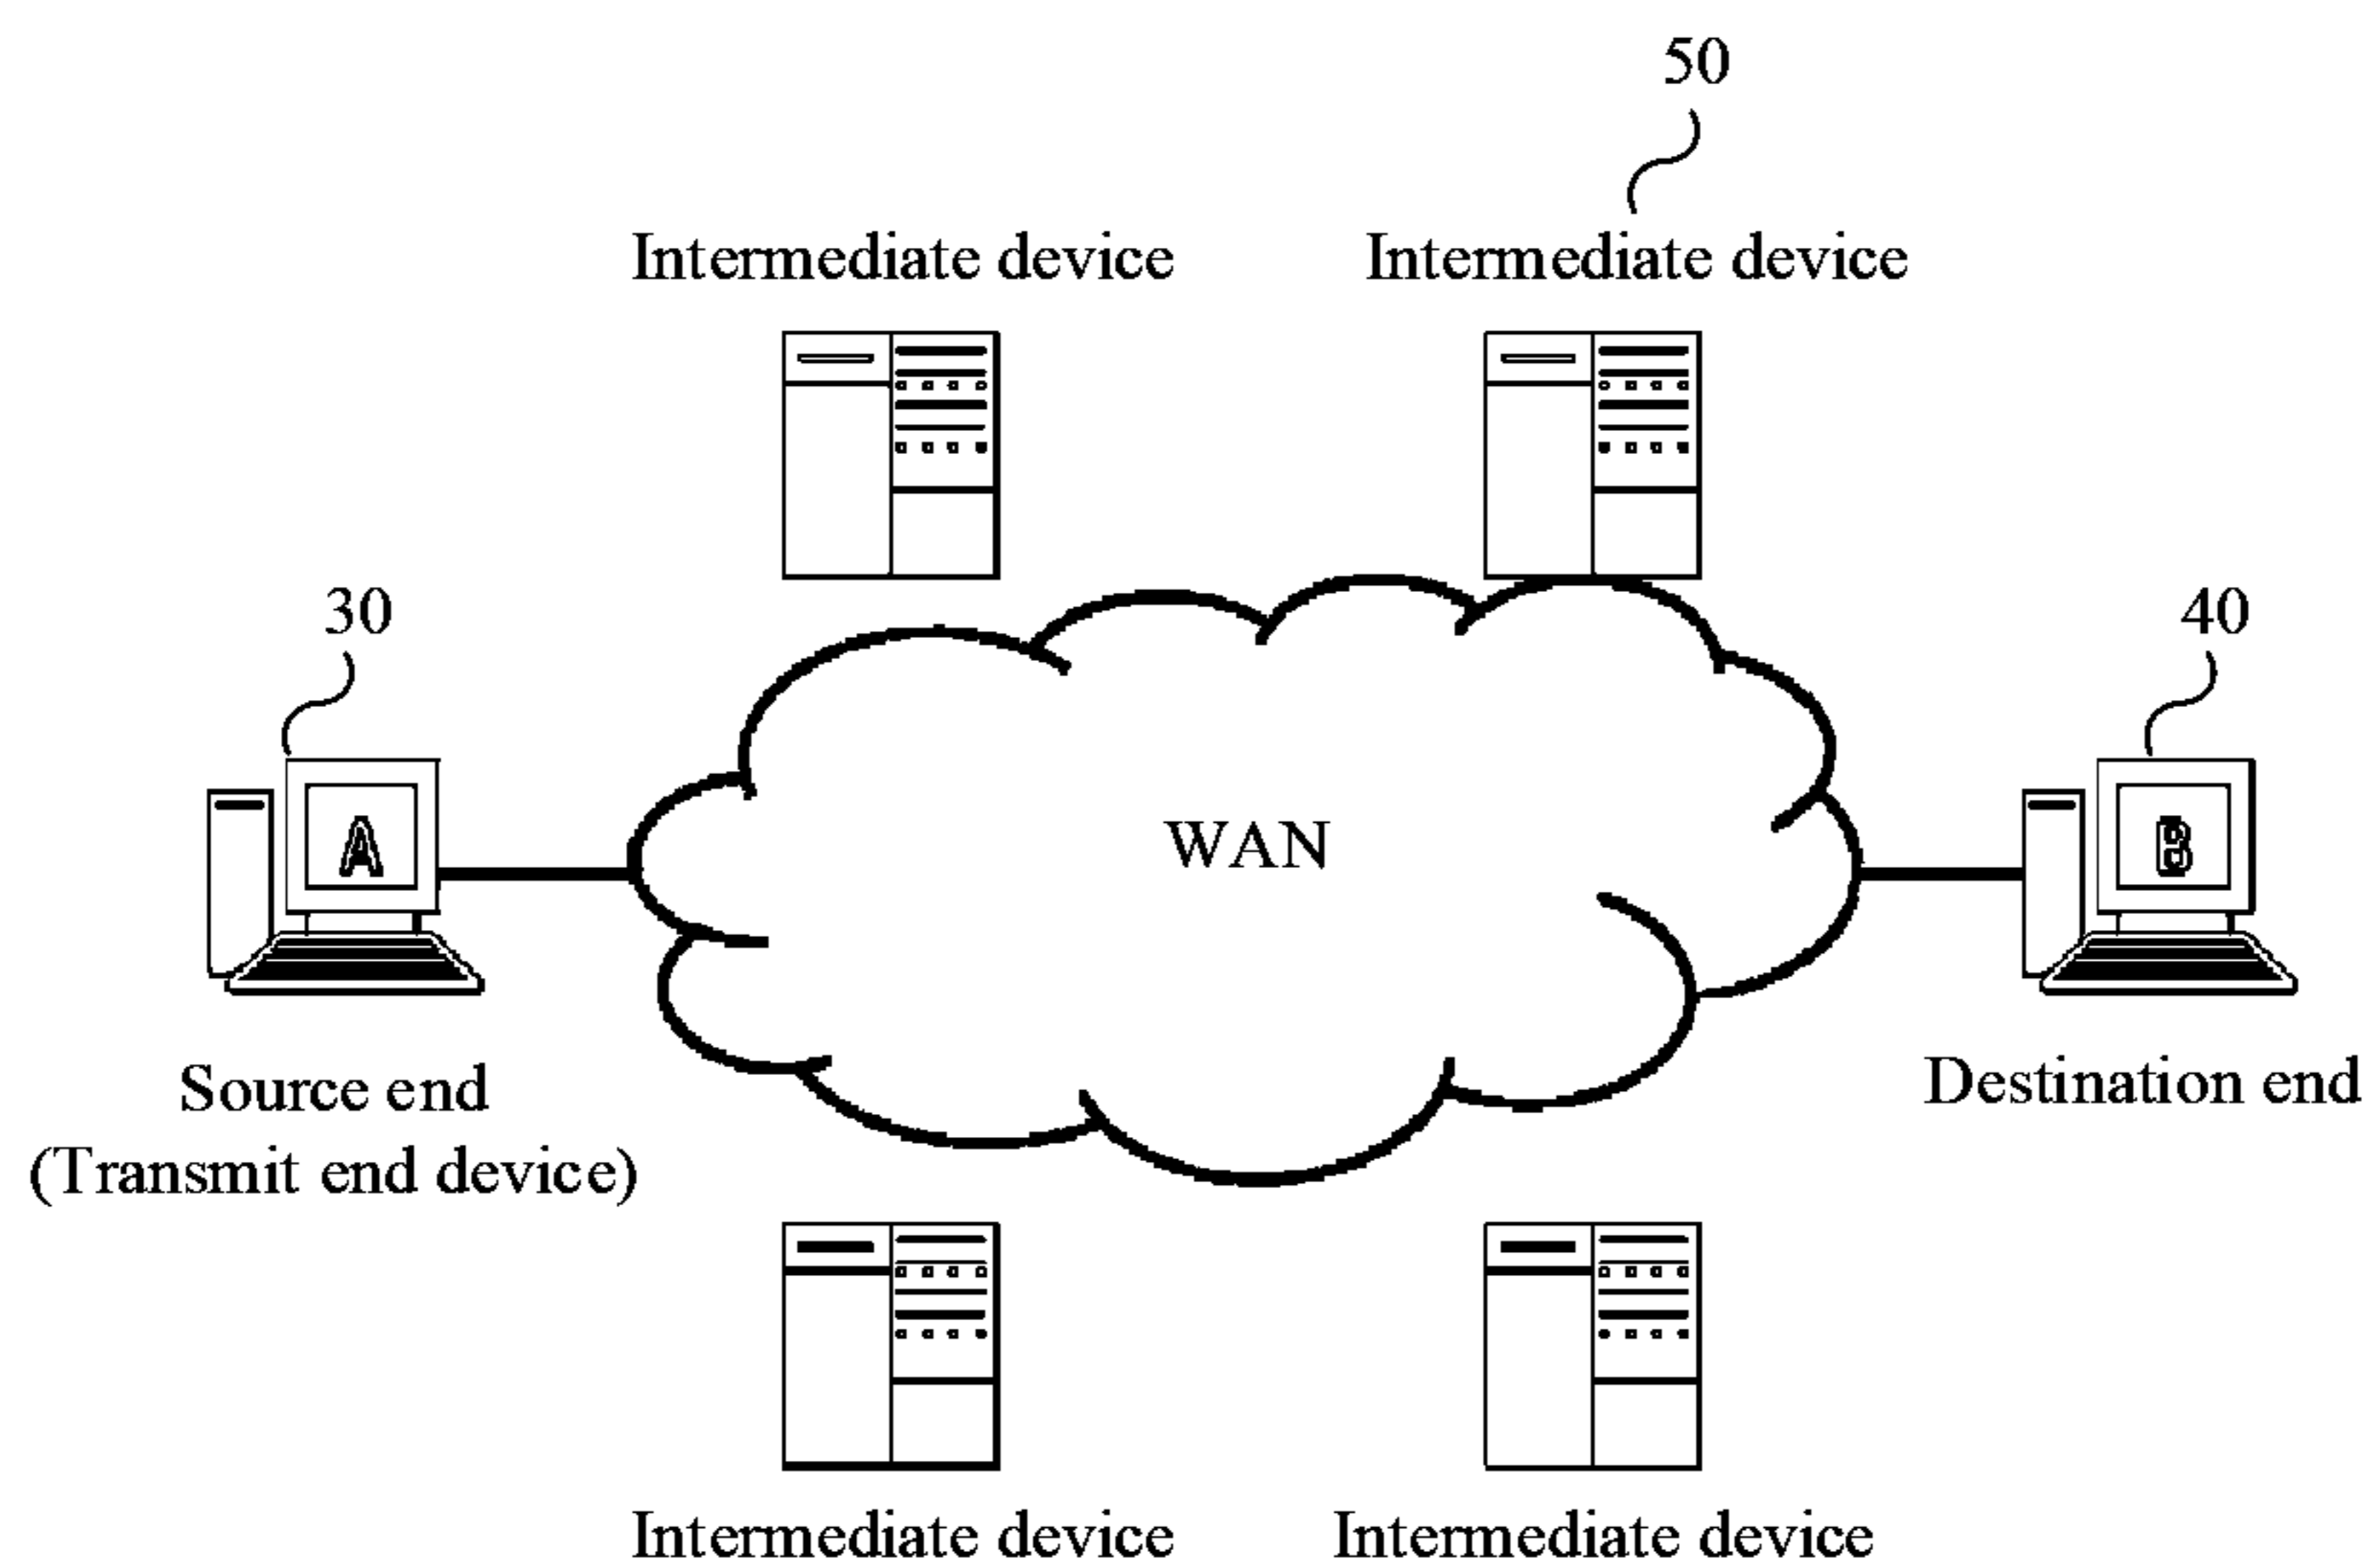 50
Intermediate device
Intermediate device
30
40
A
WAN
B
Source end
(Transmit end device)
Destination end
Intermediate device
Intermediate device